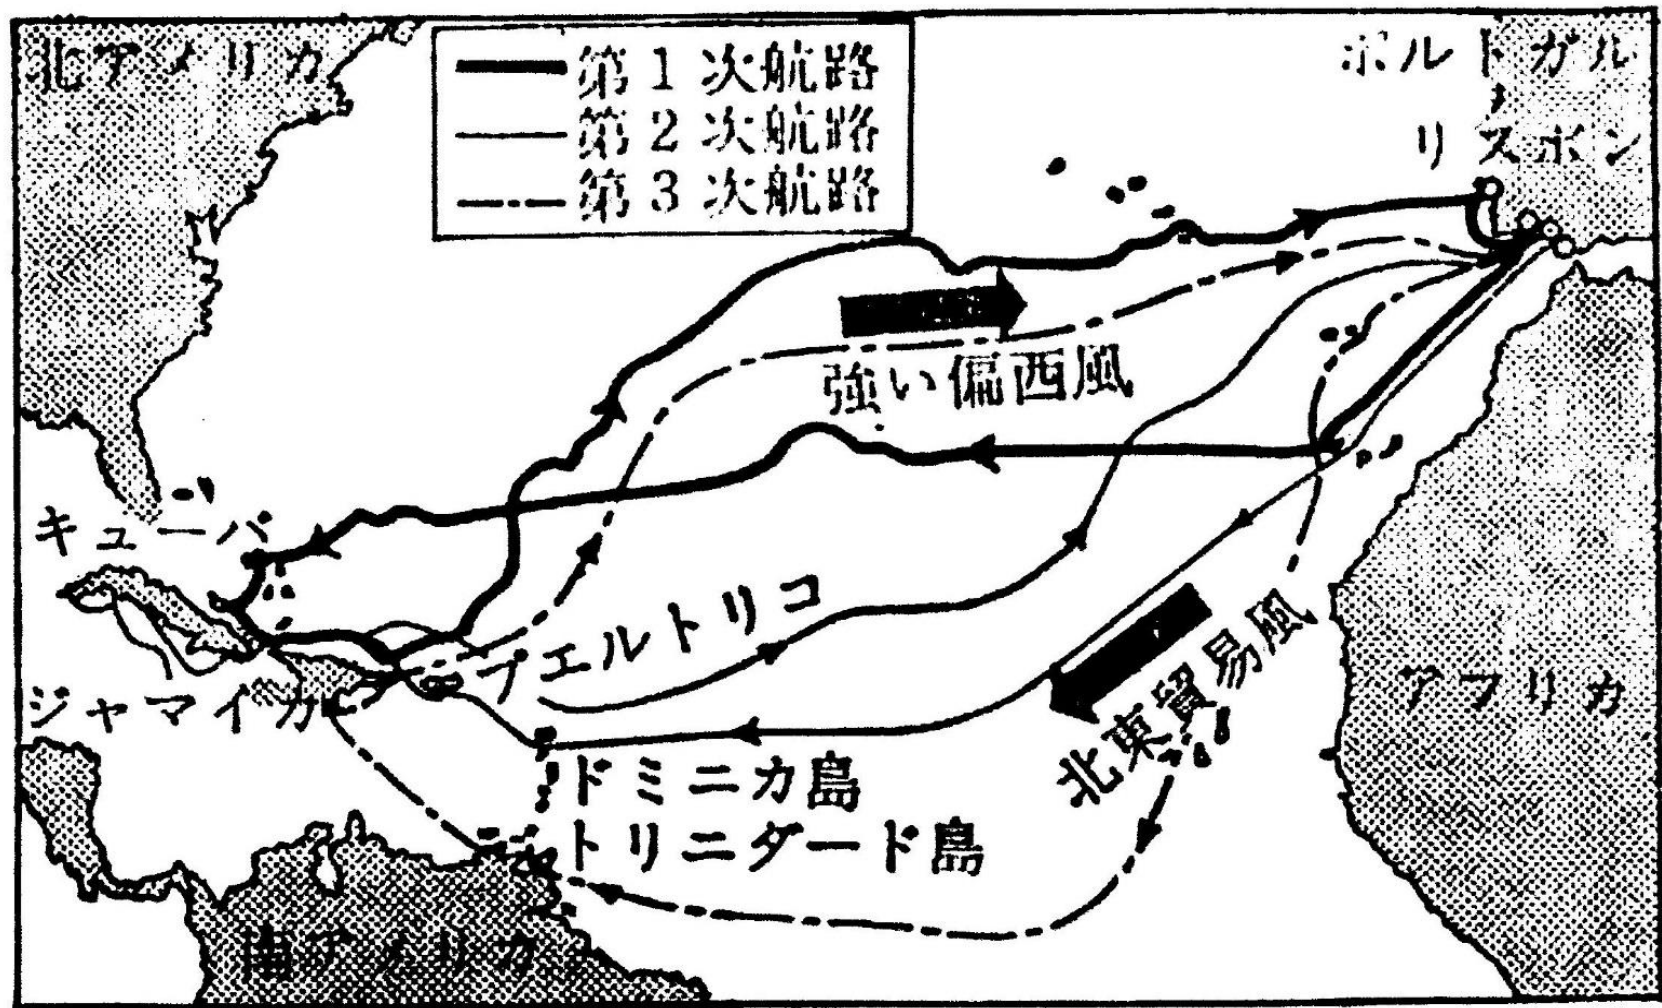 北アメリカ
第1次航路
第2次航路
第3次航路
ポルトガル
リスボン
強い偏西風
キューバ
プエルトリコ
ジャマイカ
北東貿易風
アフリカ
ドミニカ島
トリニダード島
南アメリカ